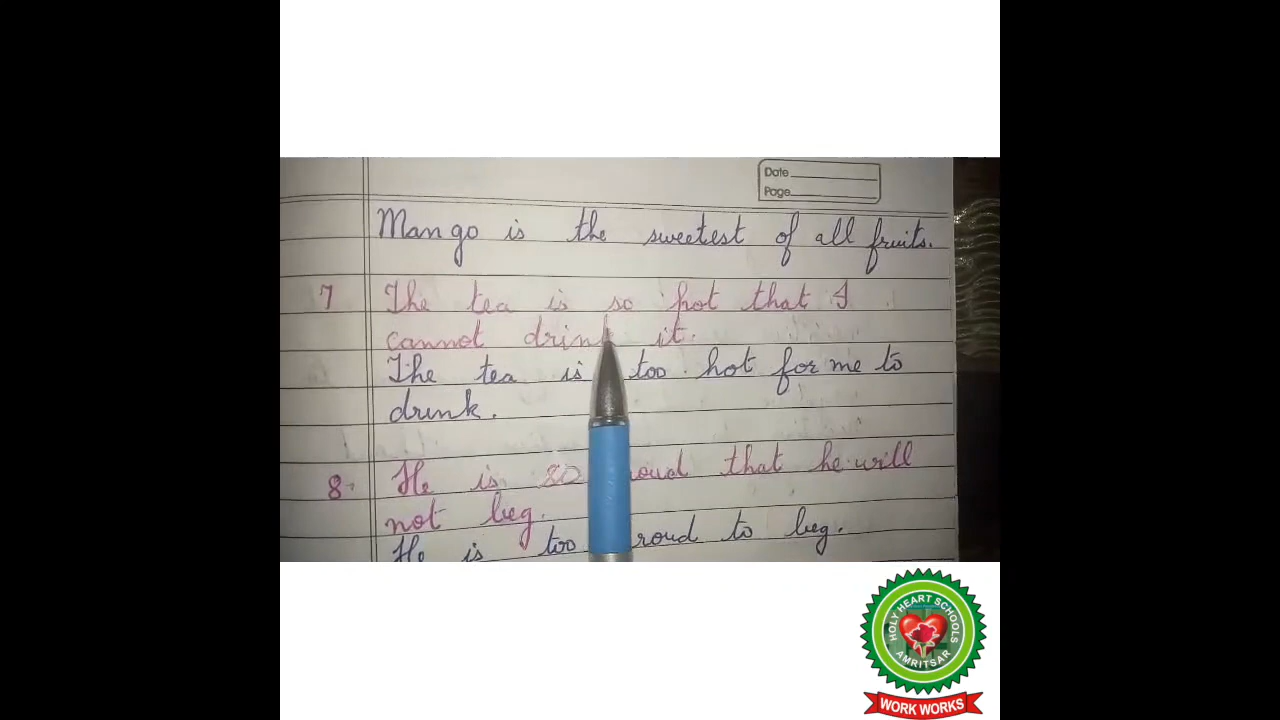 Date
Page
Mango is the sweetest of all fruits.
7 The tea is so hot that I
cannot drink it.
The tea is too hot for me to
drink.
8. He is so roud that he will
not beg.
He is too roud to beg.
HOLY HEART SCHOOLS
AMRITSAR
WORK WORKS